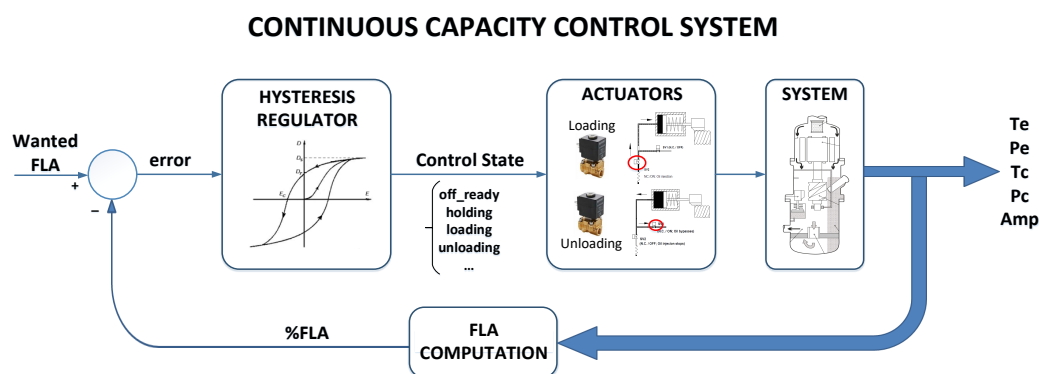 CONTINUOUS CAPACITY CONTROL SYSTEM
Wanted
FLA
+
−
error
HYSTERESIS
REGULATOR
D
E
Control State
off_ready
holding
loading
unloading
...
ACTUATORS
Loading
Unloading
SYSTEM
Te
Pe
Tc
Pc
Amp
%FLA
FLA
COMPUTATION